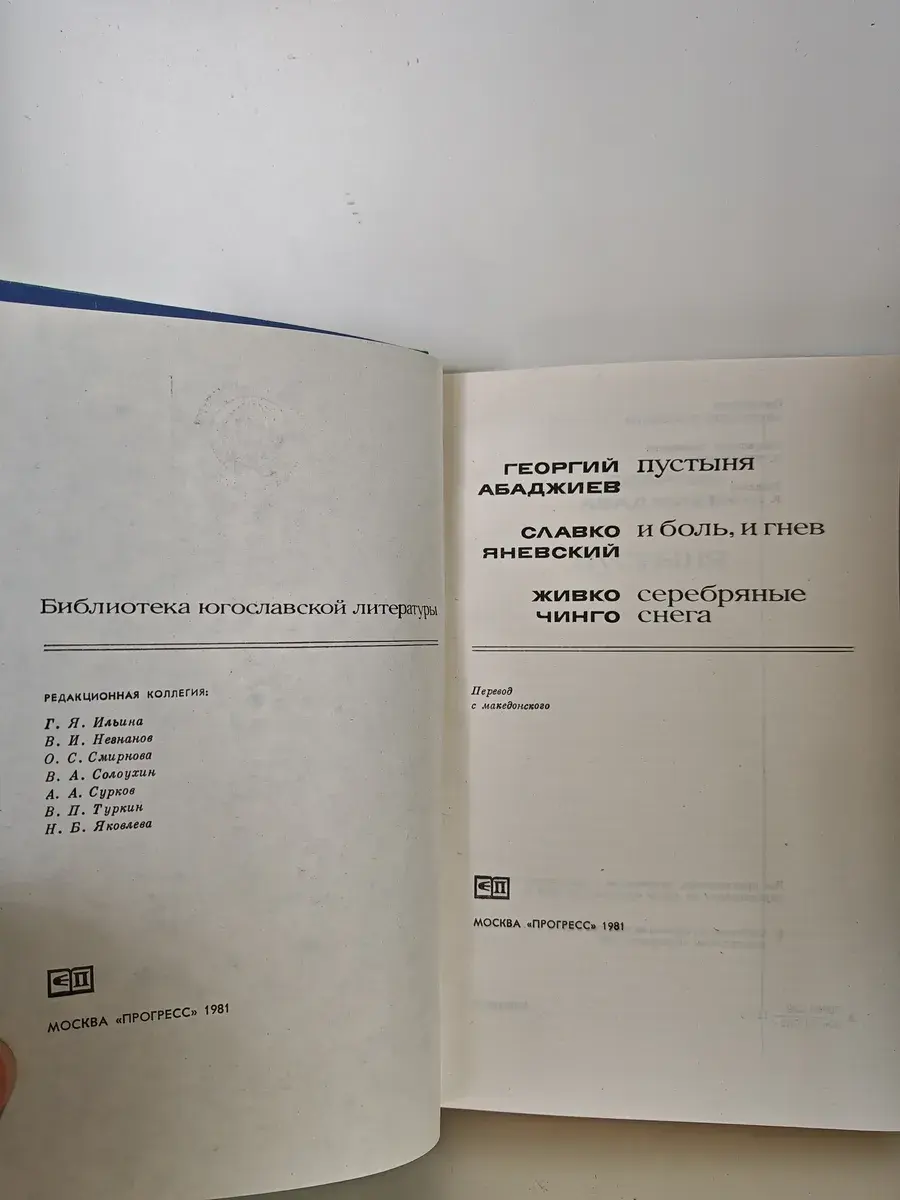 Библиотека югославской литературы
РЕДАКЦИОННАЯ КОЛЛЕГИЯ:
Г. Я. Ильина
В. И. Незнанов
О. С. Смирнова
В. А. Солоухин
А. А. Сурков
В. П. Туркин
Н. Б. Яковлева
МОСКВА «ПРОГРЕСС» 1981
ГЕОРГИЙ пустыня
АБАДЖИЕВ
СЛАВКО и боль, и гнев
ЯНЕВСКИЙ
ЖИВКО серебряные
ЧИНГО снега
Перевод
с македонского
МОСКВА «ПРОГРЕСС» 1981